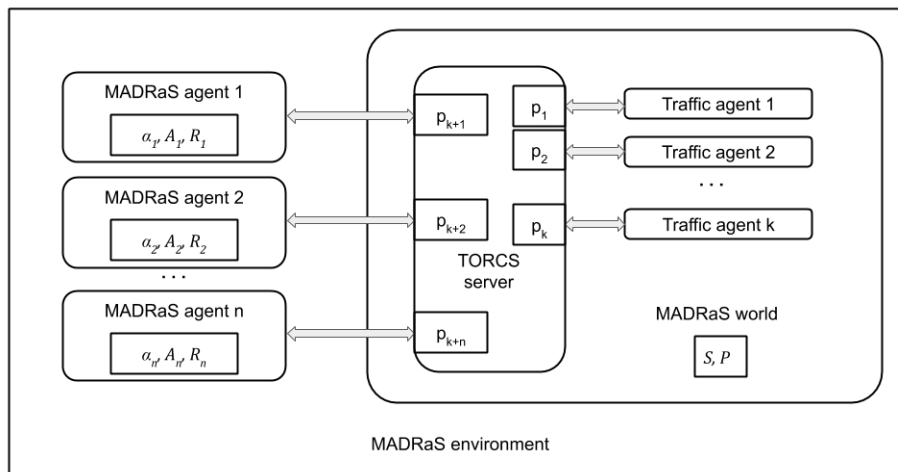 MADRaS agent 1
α₁, A₁, R₁
MADRaS agent 2
α₂, A₂, R₂
. . .
MADRaS agent n
αₙ, Aₙ, Rₙ
pₖ₊₁
pₖ₊₂
pₖ₊ₙ
TORCS
server
p₁
p₂
pₖ
Traffic agent 1
Traffic agent 2
. . .
Traffic agent k
MADRaS world
S, P
MADRaS environment